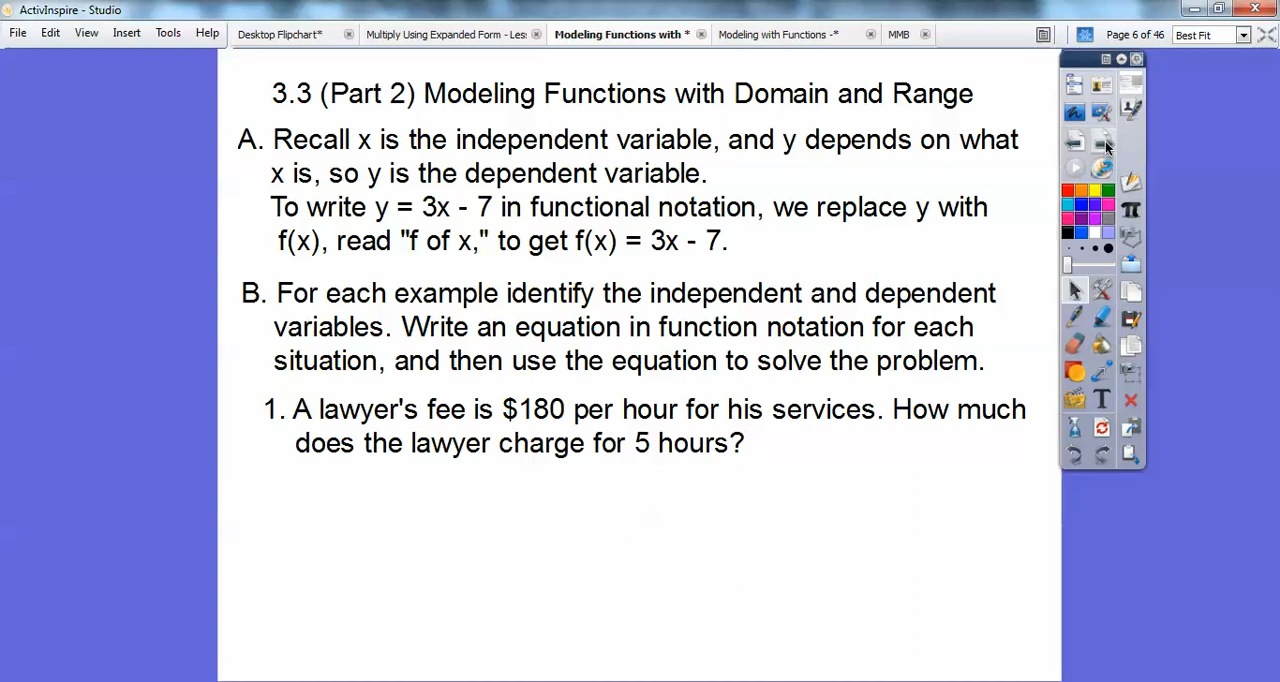 ActivInspire - Studio
File Edit View Insert Tools Help
Desktop Flipchart* Multiply Using Expanded Form - Les: Modeling Functions with * Modeling with Functions -* MMB Page 6 of 46 Best Fit
3.3 (Part 2) Modeling Functions with Domain and Range
A. Recall x is the independent variable, and y depends on what
x is, so y is the dependent variable.
To write y = 3x - 7 in functional notation, we replace y with
f(x), read "f of x," to get f(x) = 3x - 7.
B. For each example identify the independent and dependent
variables. Write an equation in function notation for each
situation, and then use the equation to solve the problem.
1. A lawyer's fee is $180 per hour for his services. How much
does the lawyer charge for 5 hours?